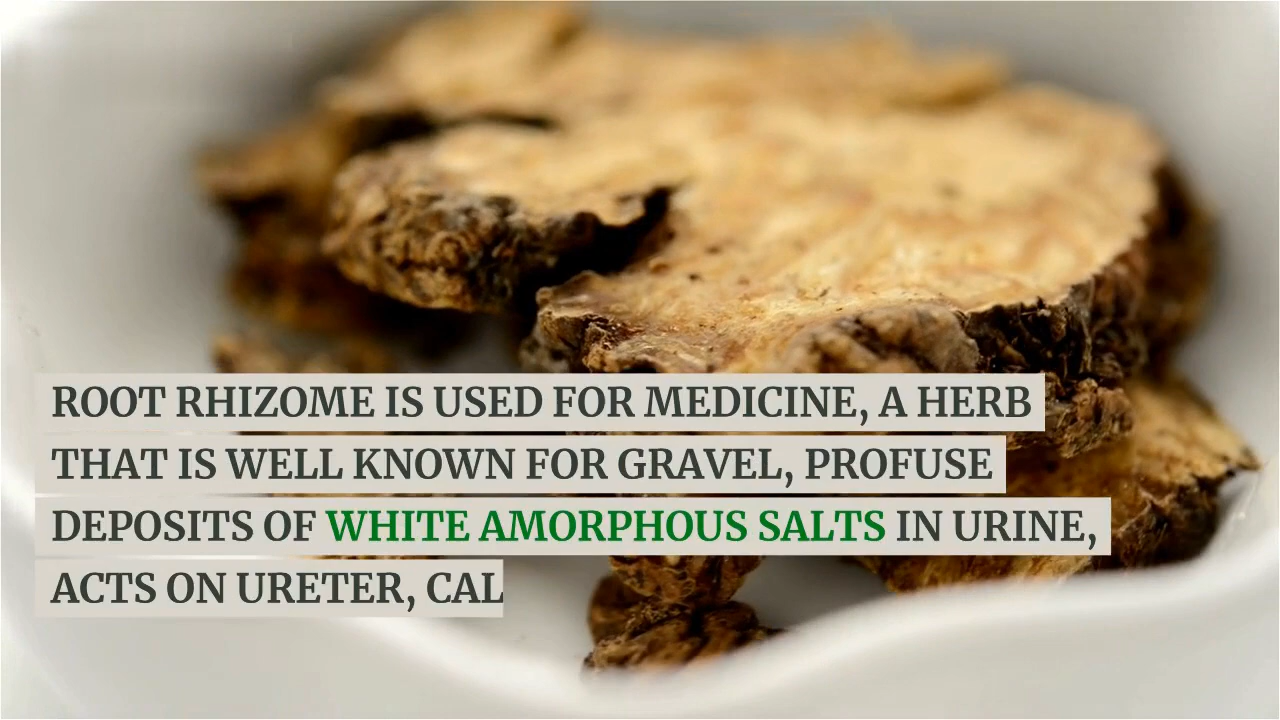 ROOT RHIZOME IS USED FOR MEDICINE, A HERB
THAT IS WELL KNOWN FOR GRAVEL, PROFUSE
DEPOSITS OF WHITE AMORPHOUS SALTS IN URINE,
ACTS ON URETER, CAL